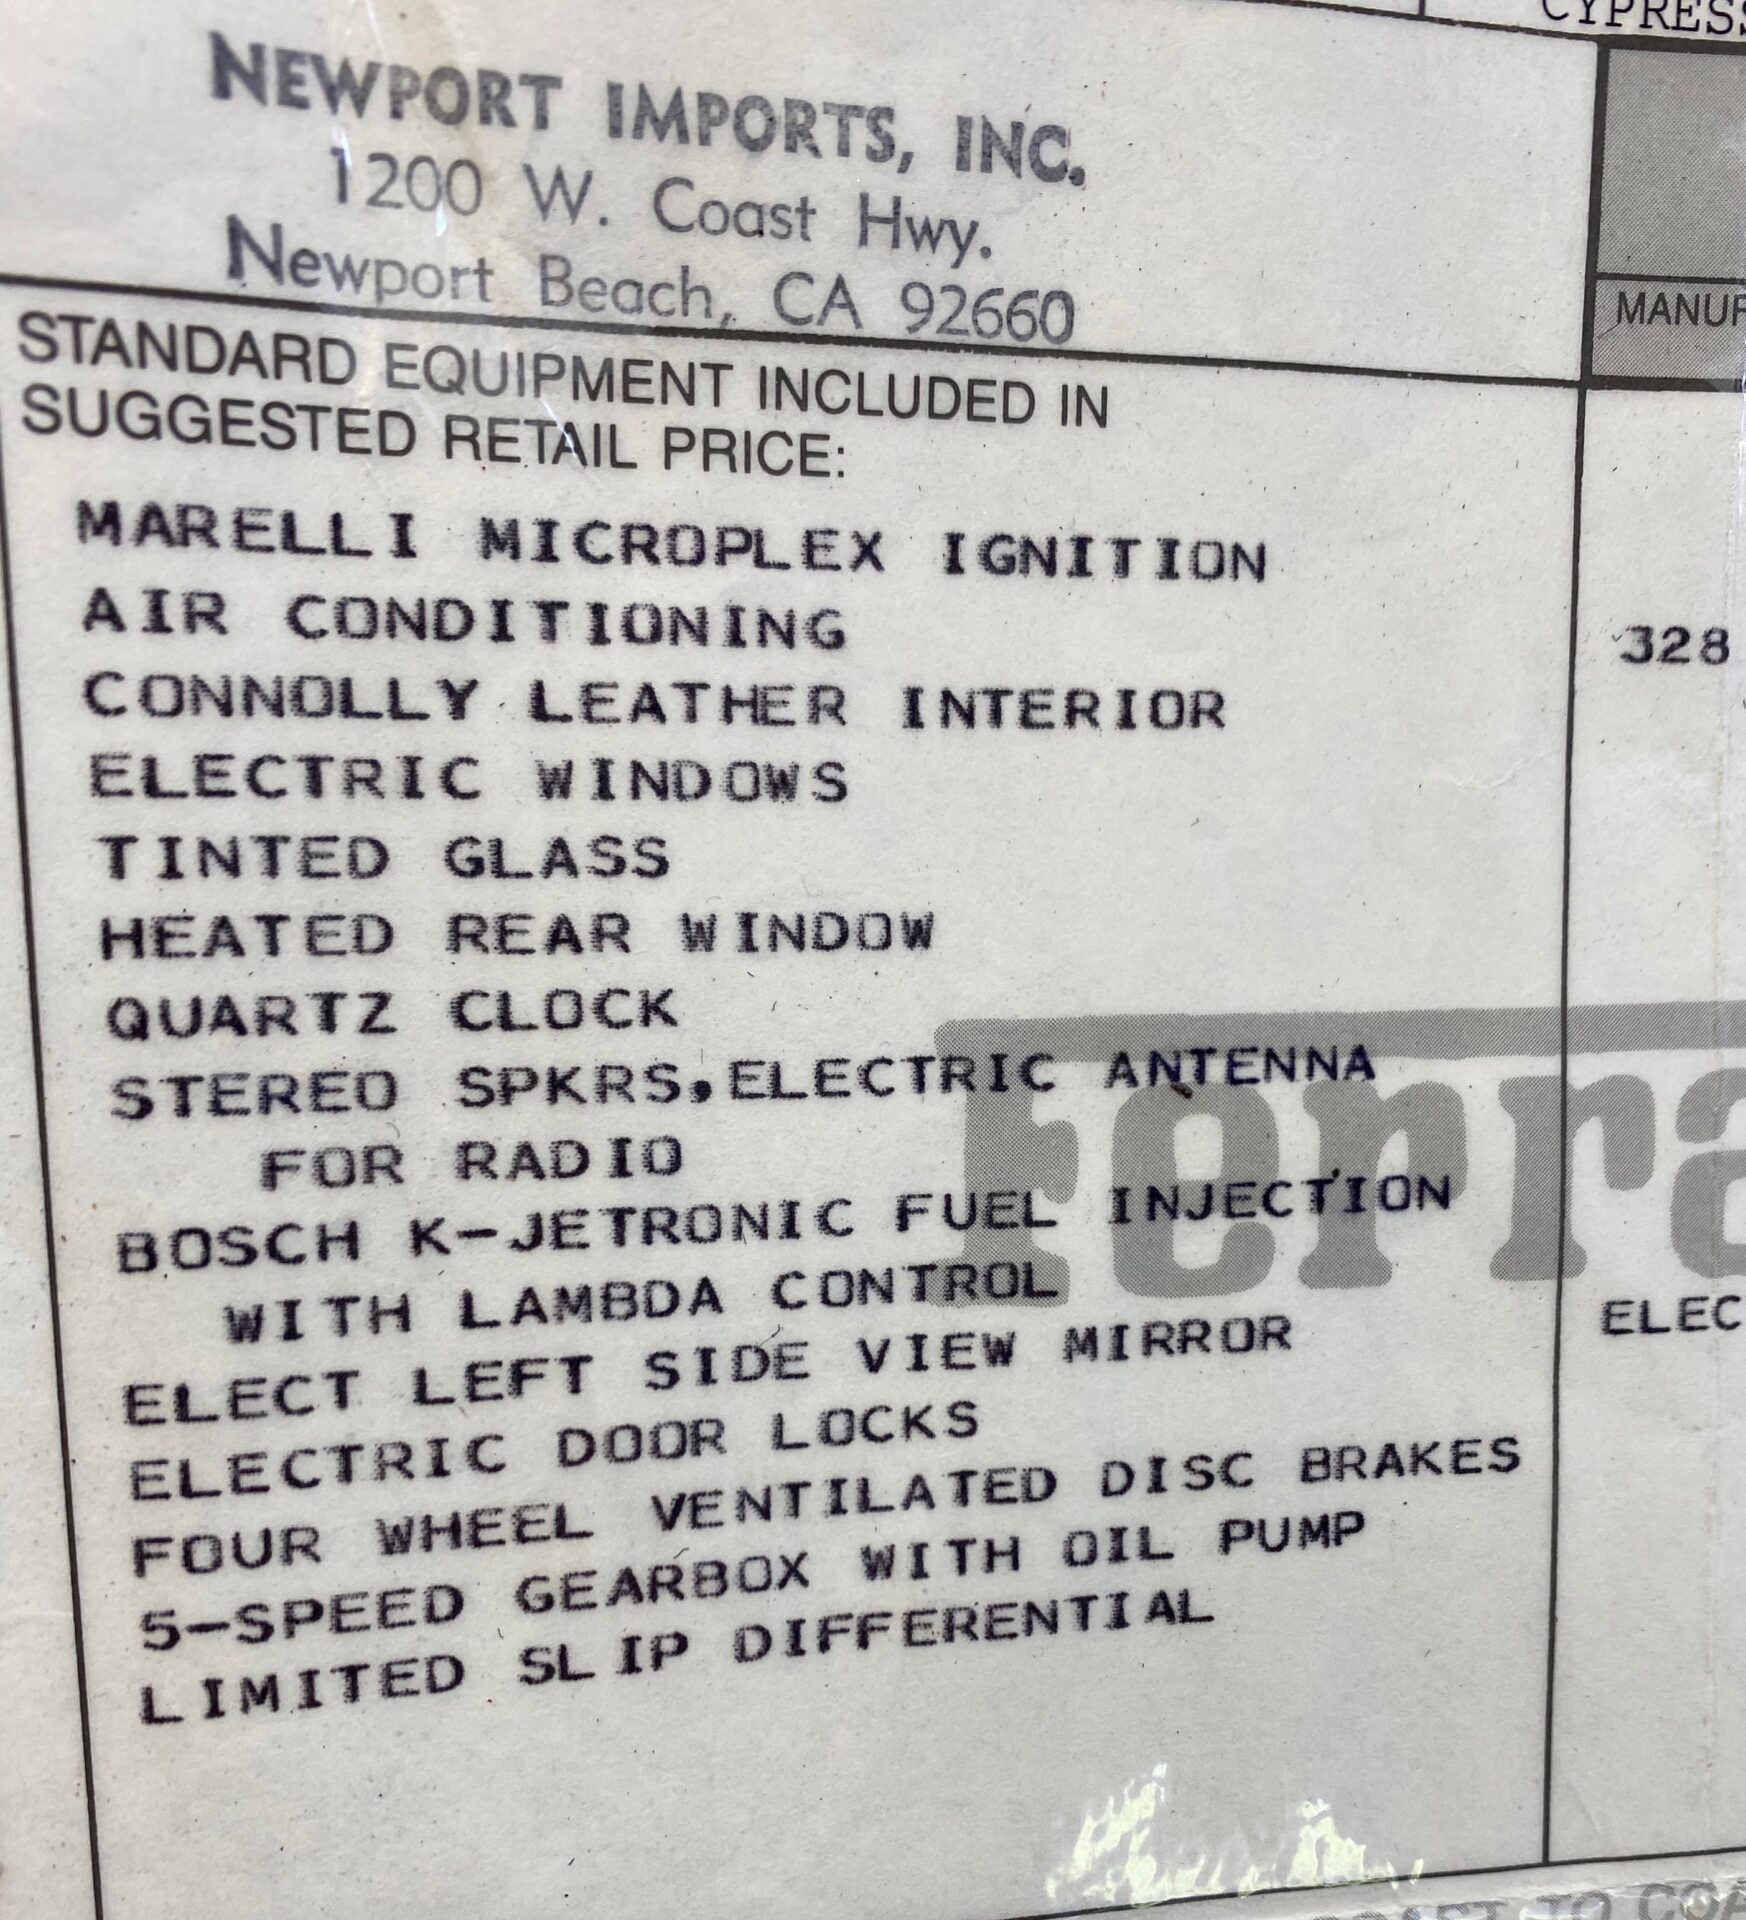 CYPRESS
NEWPORT IMPORTS, INC.
1200 W. Coast Hwy.
Newport Beach, CA 92660
MANUF
STANDARD EQUIPMENT INCLUDED IN
SUGGESTED RETAIL PRICE:
MARELLI MICROPLEX IGNITION
AIR CONDITIONING
328
CONNOLLY LEATHER INTERIOR
ELECTRIC WINDOWS
TINTED GLASS
HEATED REAR WINDOW
QUARTZ CLOCK
STEREO SPKRS,ELECTRIC ANTENNA
FOR RADIO
Ferra
BOSCH K-JETRONIC FUEL INJECTION
WITH LAMBDA CONTROL
ELEC
ELECT LEFT SIDE VIEW MIRROR
ELECTRIC DOOR LOCKS
FOUR WHEEL VENTILATED DISC BRAKES
5-SPEED GEARBOX WITH OIL PUMP
LIMITED SLIP DIFFERENTIAL
TO